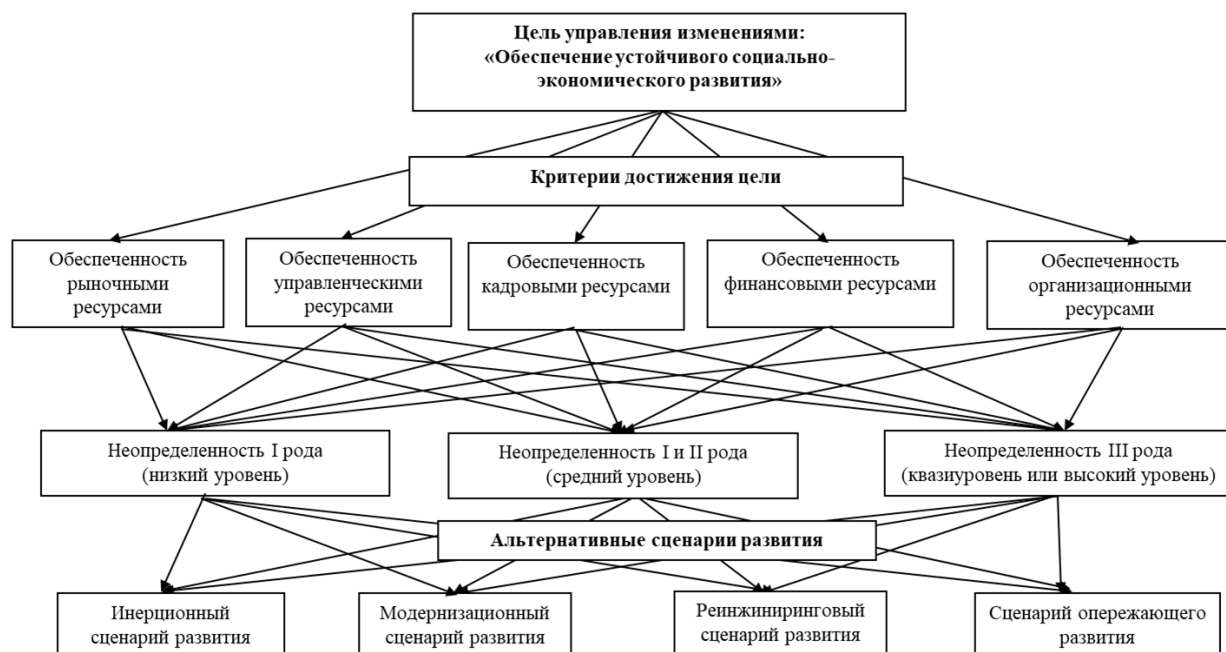 Цель управления изменениями:
«Обеспечение устойчивого социально-
экономического развития»
Критерии достижения цели
Обеспеченность
рыночными
ресурсами
Обеспеченность
управленческими
ресурсами
Обеспеченность
кадровыми ресурсами
Обеспеченность
финансовыми ресурсами
Обеспеченность
организационными
ресурсами
Неопределенность I рода
(низкий уровень)
Неопределенность I и II рода
(средний уровень)
Неопределенность III рода
(квазиуровень или высокий уровень)
Альтернативные сценарии развития
Инерционный
сценарий развития
Модернизационный
сценарий развития
Реинжиниринговый
сценарий развития
Сценарий опережающего
развития